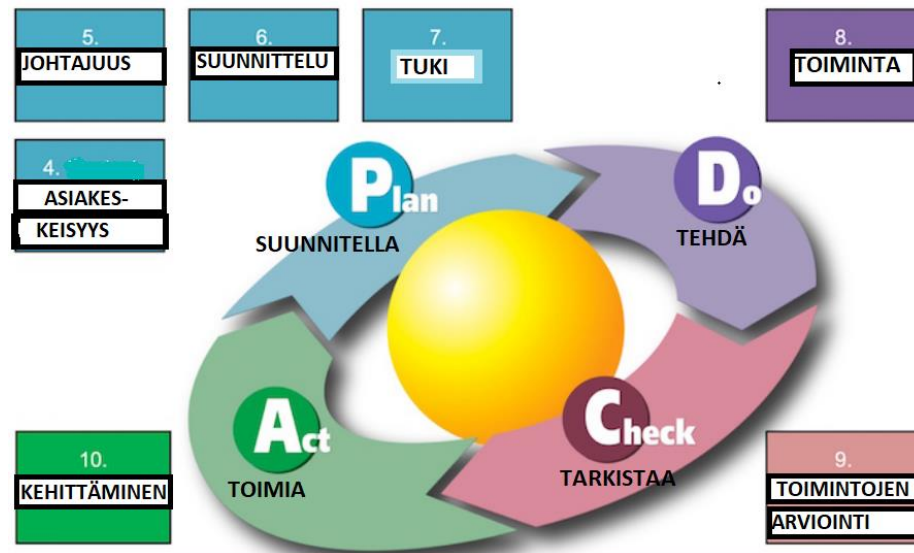 5.
JOHTAJUUS
6.
SUUNNITTELU
7.
TUKI
8.
TOIMINTA
4.
ASIAKES-
KEISYYS
Plan
SUUNNITELLA
Do
TEHDÄ
Act
TOIMIA
Check
TARKISTAA
10.
KEHITTÄMINEN
9.
TOIMINTOJEN
ARVIOINTI